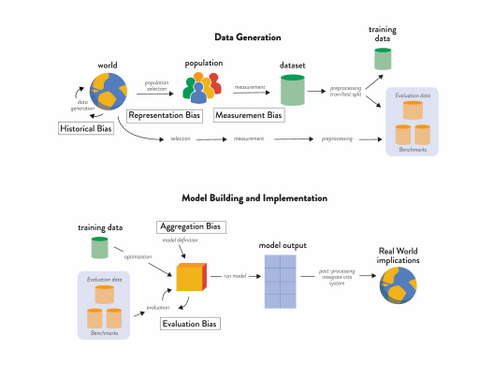 Data Generation
training
data
world
population
dataset
population
selection
measurement
preprocessing
train/test split
Evaluation data
data
generation
Historical Bias
Representation Bias
Measurement Bias
selection
measurement
preprocessing
Benchmarks
Model Building and Implementation
training data
Aggregation Bias
model definition
model output
Real World
implications
optimization
Evaluation data
run model
post-processing
integrate into
system
evaluation
Evaluation Bias
Benchmarks